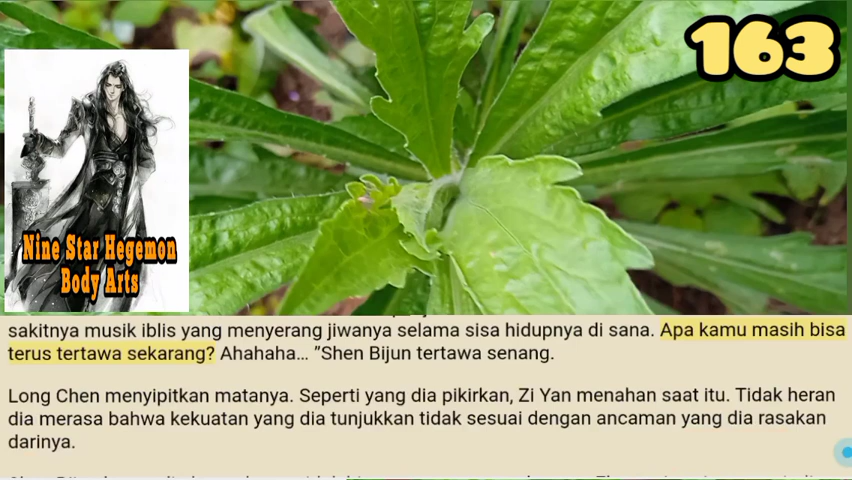 163
Nine Star Hegemon
Body Arts
sakitnya musik iblis yang menyerang jiwanya selama sisa hidupnya di sana. Apa kamu masih bisa
terus tertawa sekarang? Ahahaha... ”Shen Bijun tertawa senang.
Long Chen menyipitkan matanya. Seperti yang dia pikirkan, Zi Yan menahan saat itu. Tidak heran
dia merasa bahwa kekuatan yang dia tunjukkan tidak sesuai dengan ancaman yang dia rasakan
darinya.